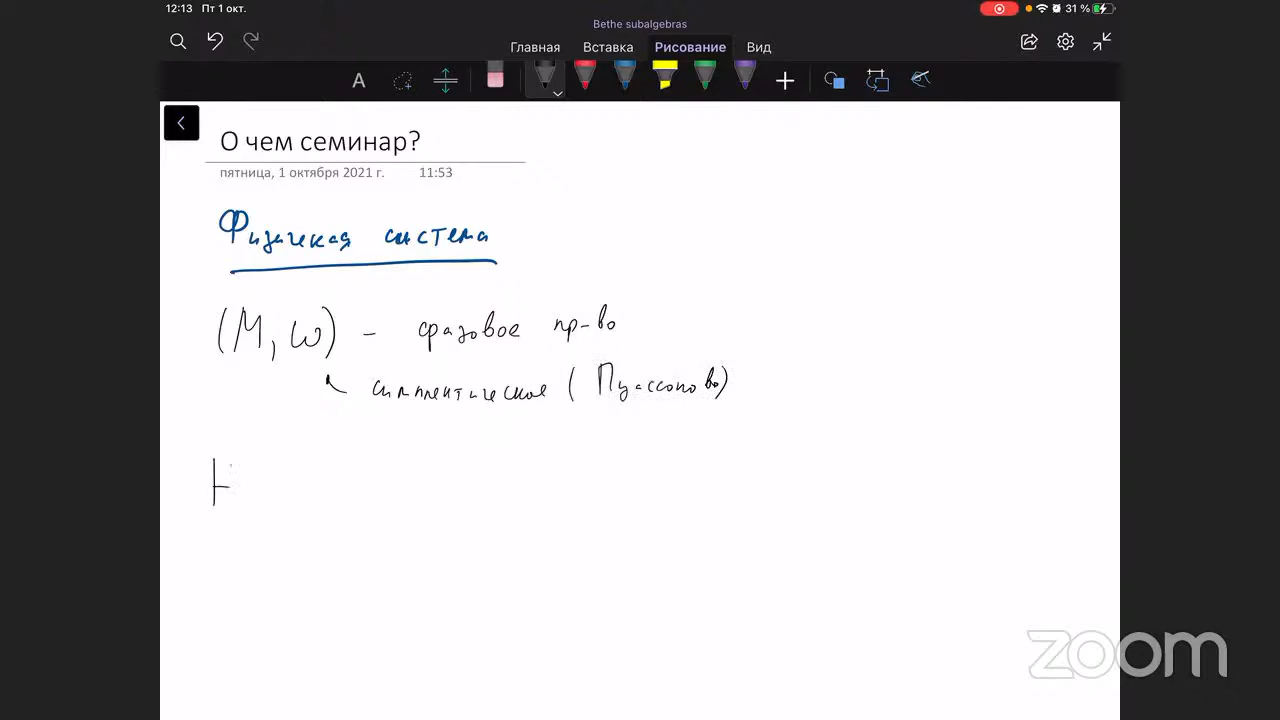 12:13 Пт 1 окт.
31 %
Bethe subalgebras
Главная Вставка Рисование Вид
A
О чем семинар?
пятница, 1 октября 2021 г. 11:53
Физическая система
(M, ω) – фазовое пр-во
симплектическое (Пуассоново)
zoom